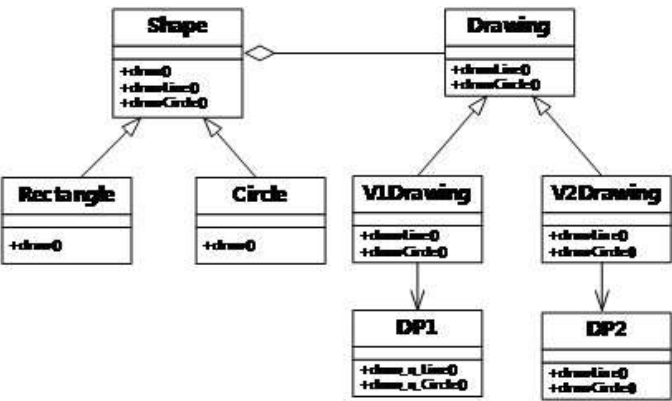 Shape
+draw()
+drawLine()
+drawCircle()
Drawing
+drawLine()
+drawCircle()
Rectangle
+draw()
Circle
+draw()
V1Drawing
+drawLine()
+drawCircle()
V2Drawing
+drawLine()
+drawCircle()
DP1
+draw_a_Line()
+draw_a_Circle()
DP2
+drawLine()
+drawCircle()